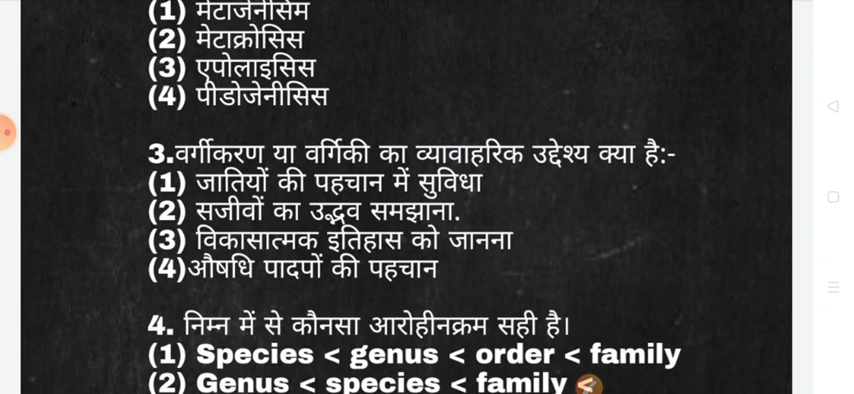 (1) मेटाजेनीसिम
(2) मेटाक्रोसिस
(3) एपोलाइसिस
(4) पीडोजेनीसिस
3.वर्गीकरण या वर्गिकी का व्यावाहरिक उद्देश्य क्या है:-
(1) जातियों की पहचान में सुविधा
(2) सजीवों का उद्भव समझाना.
(3) विकासात्मक इतिहास को जानना
(4)औषधि पादपों की पहचान
4. निम्न में से कौनसा आरोहीनक्रम सही है।
(1) Species < genus < order < family
(2) Genus < species < family <